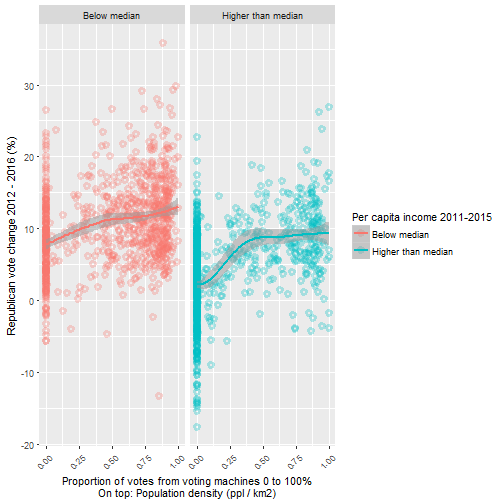 Below median
Higher than median
Republican vote change 2012 - 2016 (%)
30
20
10
0
-10
-20
0.00
0.25
0.50
0.75
1.00
0.00
0.25
0.50
0.75
1.00
Proportion of votes from voting machines 0 to 100%
On top: Population density (ppl / km2)
Per capita income 2011-2015
Below median
Higher than median